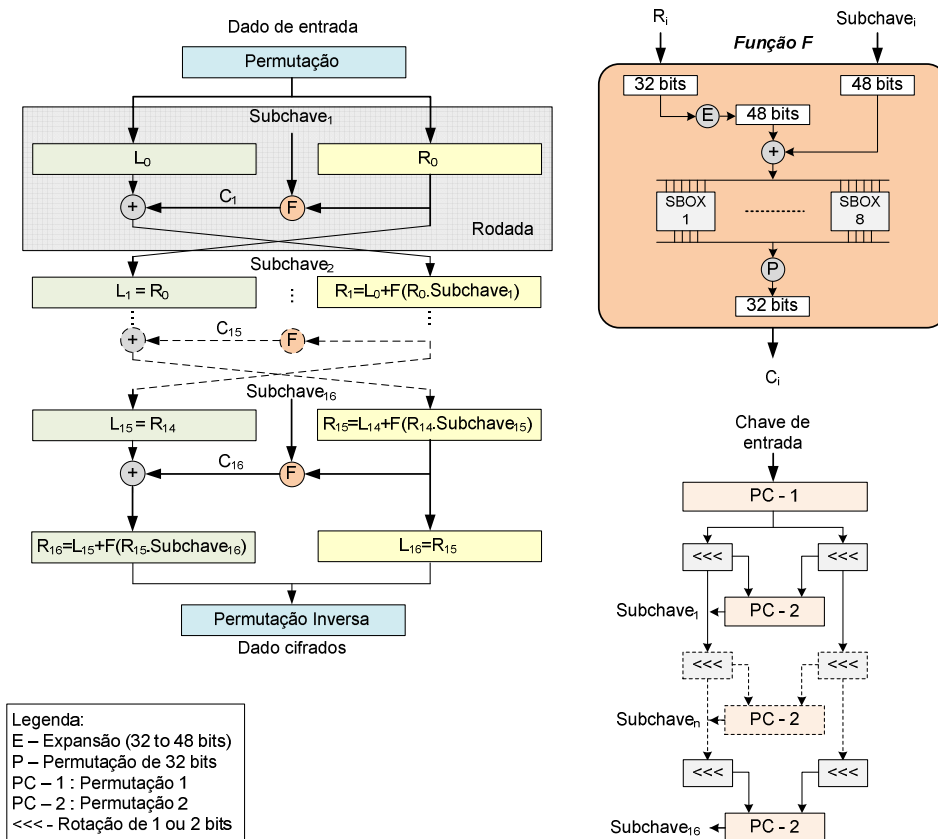 Dado de entrada
Permutação
Subchave1
L0
R0
+
C1
F
Rodada
Subchave2
L1 = R0
R1=L0+F(R0.Subchave1)
+
C15
F
Subchave16
L15 = R14
R15=L14+F(R14.Subchave15)
+
C16
F
R16=L15+F(R15.Subchave16)
L16=R15
Permutação Inversa
Dado cifrados
Legenda:
E – Expansão (32 to 48 bits)
P – Permutação de 32 bits
PC – 1 : Permutação 1
PC – 2 : Permutação 2
<<< - Rotação de 1 ou 2 bits
Ri
Subchavei
Função F
32 bits
48 bits
E
48 bits
+
SBOX
1
SBOX
8
P
32 bits
Ci
Chave de
entrada
PC - 1
<<<
<<<
Subchave1
PC - 2
<<<
<<<
Subchaven
PC - 2
<<<
<<<
Subchave16
PC - 2